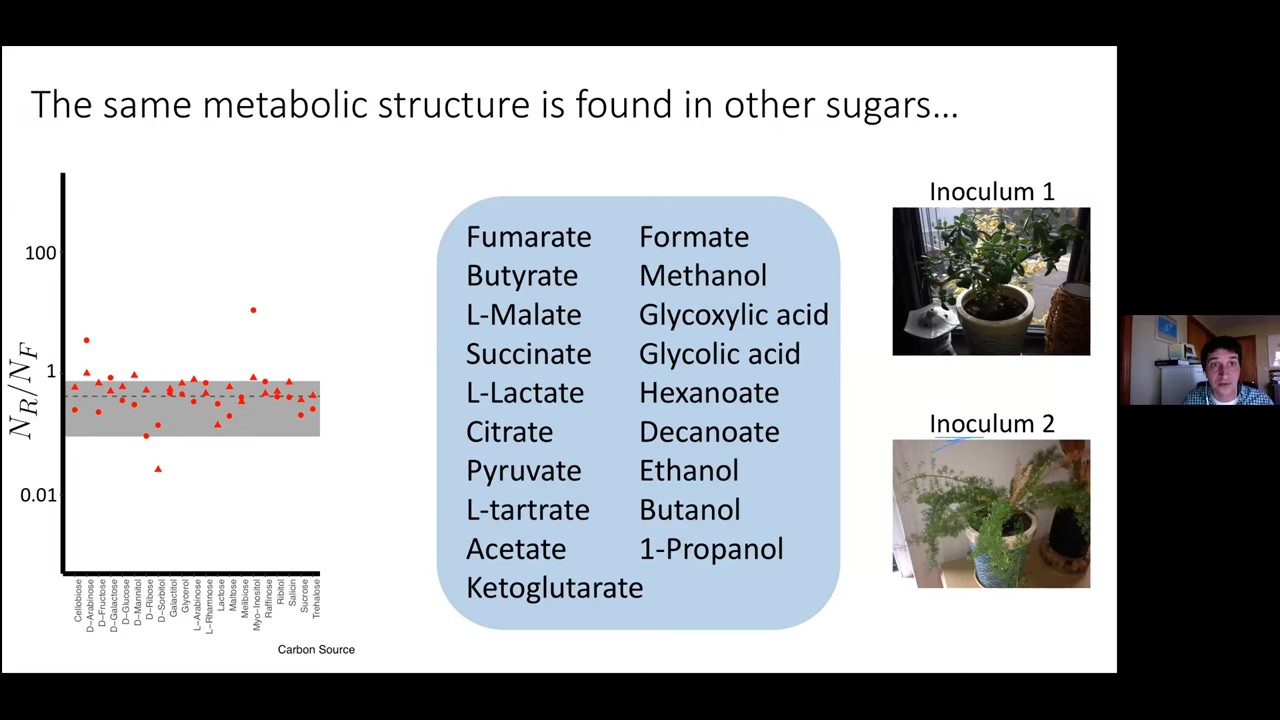 The same metabolic structure is found in other sugars...
100
1
0.01
N_R/N_F
Cellobiose
D-Arabinose
D-Fructose
D-Galactose
D-Glucose
D-Mannitol
D-Ribose
D-Sorbitol
Galactitol
Glycerol
L-Arabinose
L-Rhamnose
Lactose
Maltose
Melibiose
Myo-Inositol
Raffinose
Ribitol
Salicin
Sucrose
Trehalose
Carbon Source
Fumarate
Butyrate
L-Malate
Succinate
L-Lactate
Citrate
Pyruvate
L-tartrate
Acetate
Ketoglutarate
Formate
Methanol
Glycoxylic acid
Glycolic acid
Hexanoate
Decanoate
Ethanol
Butanol
1-Propanol
Inoculum 1
Inoculum 2